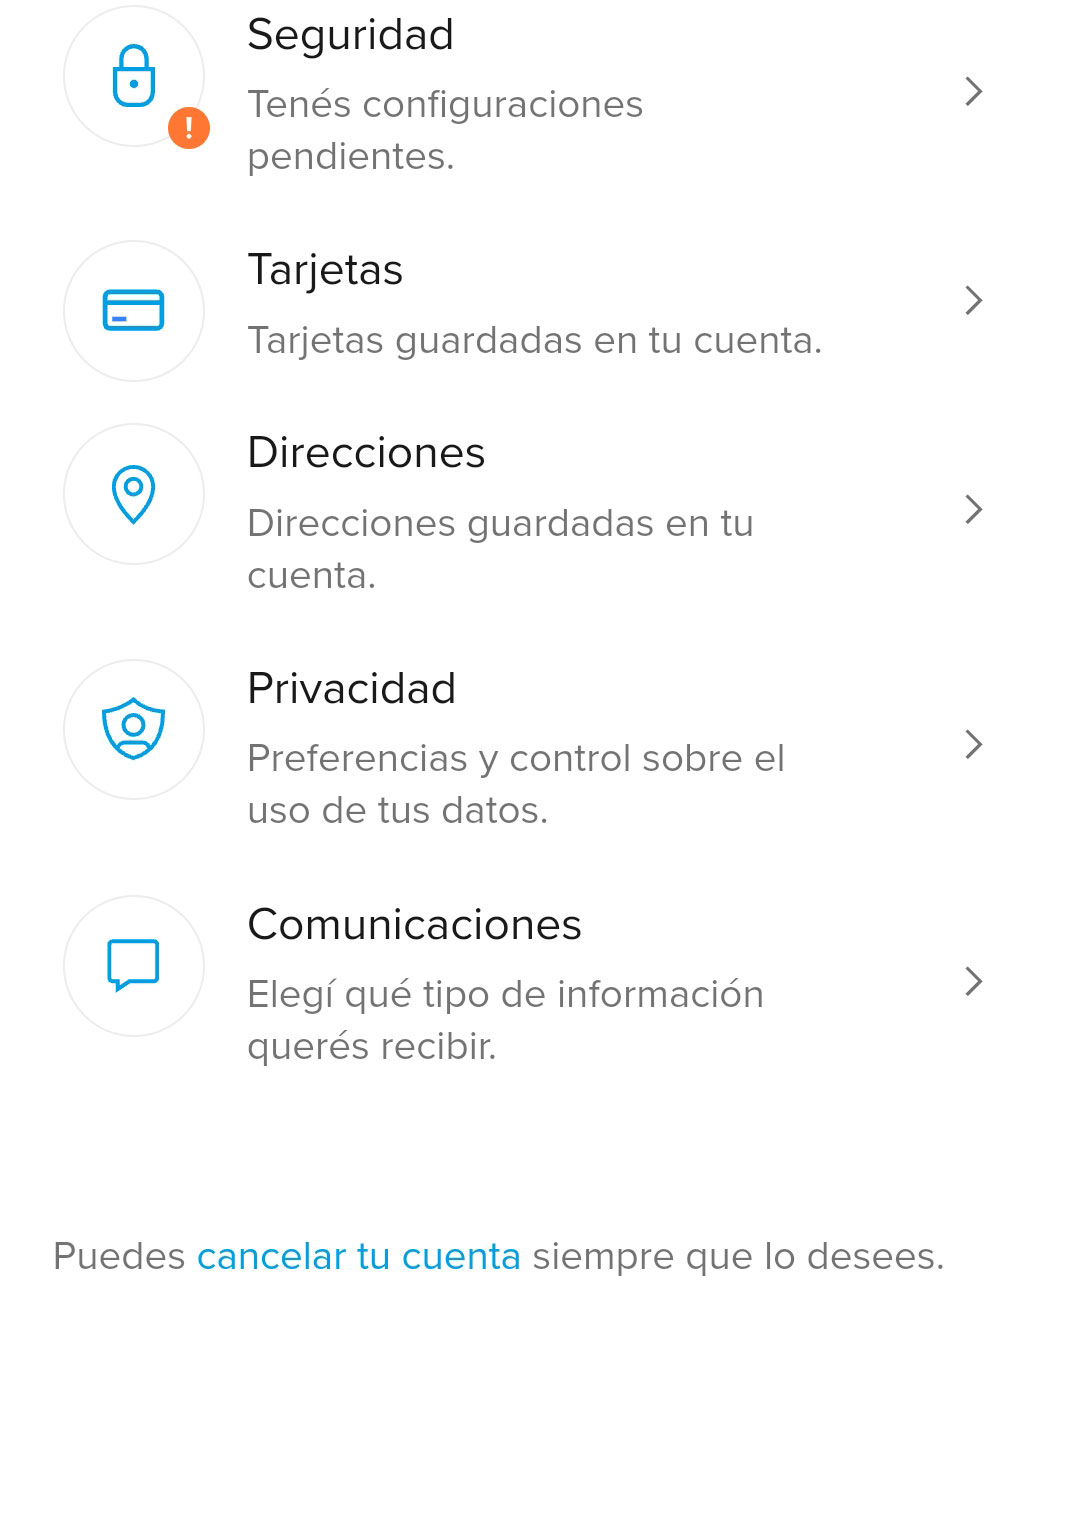 Seguridad
Tenés configuraciones
pendientes.
Tarjetas
Tarjetas guardadas en tu cuenta.
Direcciones
Direcciones guardadas en tu
cuenta.
Privacidad
Preferencias y control sobre el
uso de tus datos.
Comunicaciones
Elegí qué tipo de información
querés recibir.
Puedes cancelar tu cuenta siempre que lo desees.